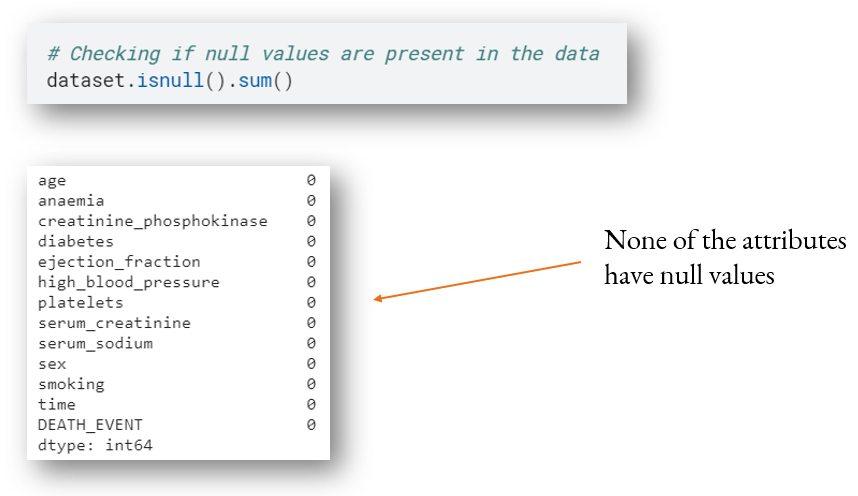 # Checking if null values are present in the data
dataset.isnull().sum()
age 0
anaemia 0
creatinine_phosphokinase 0
diabetes 0
ejection_fraction 0
high_blood_pressure 0
platelets 0
serum_creatinine 0
serum_sodium 0
sex 0
smoking 0
time 0
DEATH_EVENT 0
dtype: int64
None of the attributes
have null values